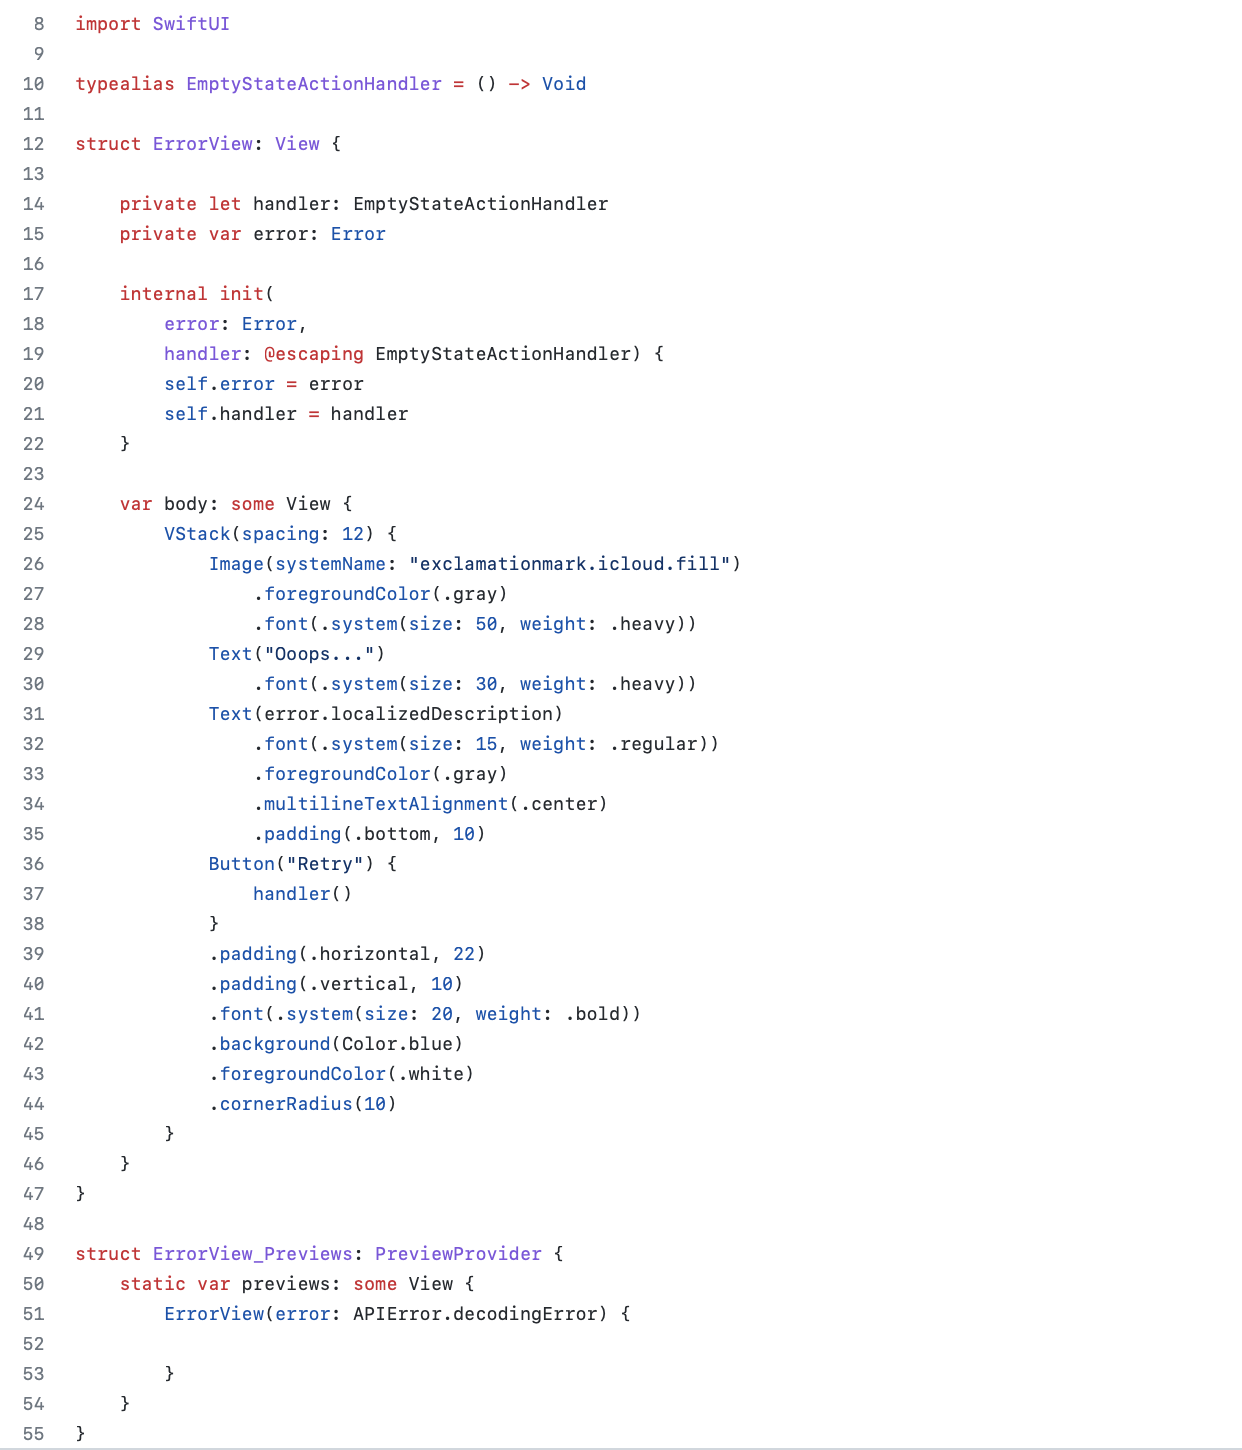 8 import SwiftUI
9
10 typealias EmptyStateActionHandler = () -> Void
11
12 struct ErrorView: View {
13
14     private let handler: EmptyStateActionHandler
15     private var error: Error
16
17     internal init(
18         error: Error,
19         handler: @escaping EmptyStateActionHandler) {
20         self.error = error
21         self.handler = handler
22     }
23
24     var body: some View {
25         VStack(spacing: 12) {
26             Image(systemName: "exclamationmark.icloud.fill")
27                 .foregroundColor(.gray)
28                 .font(.system(size: 50, weight: .heavy))
29             Text("Ooops...")
30                 .font(.system(size: 30, weight: .heavy))
31             Text(error.localizedDescription)
32                 .font(.system(size: 15, weight: .regular))
33                 .foregroundColor(.gray)
34                 .multilineTextAlignment(.center)
35                 .padding(.bottom, 10)
36             Button("Retry") {
37                 handler()
38             }
39             .padding(.horizontal, 22)
40             .padding(.vertical, 10)
41             .font(.system(size: 20, weight: .bold))
42             .background(Color.blue)
43             .foregroundColor(.white)
44             .cornerRadius(10)
45         }
46     }
47 }
48
49 struct ErrorView_Previews: PreviewProvider {
50     static var previews: some View {
51         ErrorView(error: APIError.decodingError) {
52
53         }
54     }
55 }